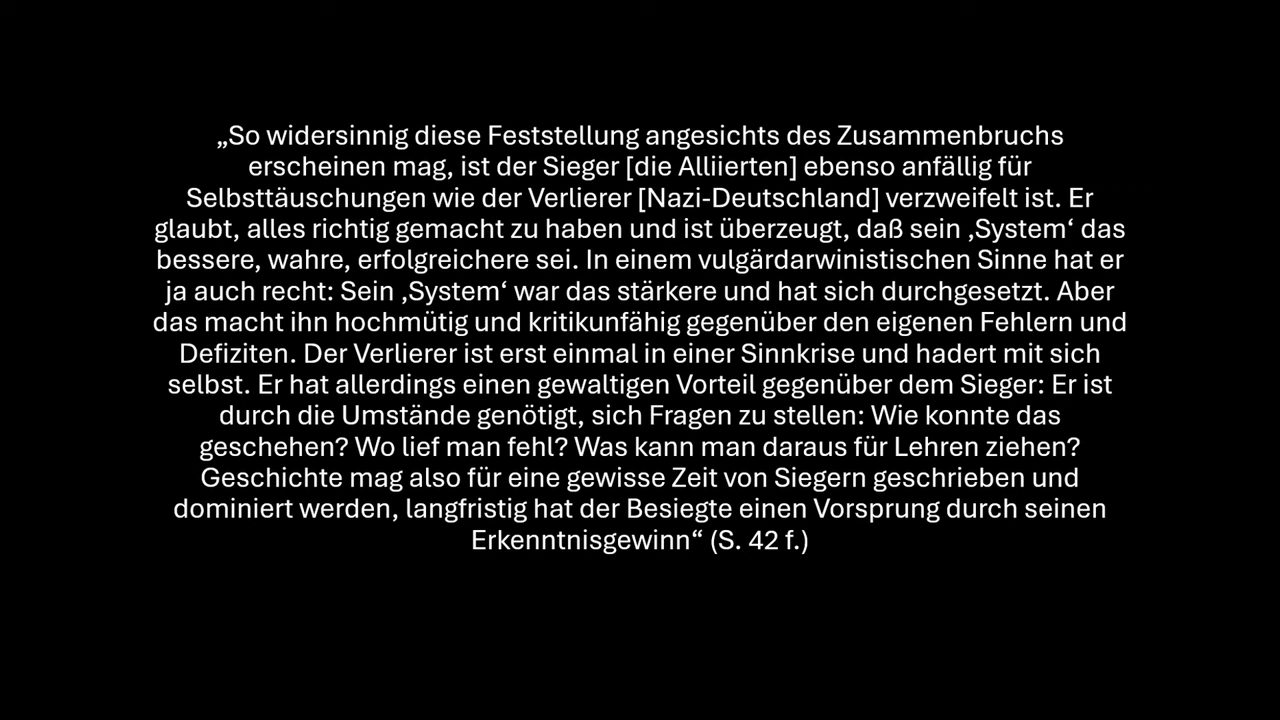 „So widersinnig diese Feststellung angesichts des Zusammenbruchs
erscheinen mag, ist der Sieger [die Alliierten] ebenso anfällig für
Selbsttäuschungen wie der Verlierer [Nazi-Deutschland] verzweifelt ist. Er
glaubt, alles richtig gemacht zu haben und ist überzeugt, daß sein ‚System‘ das
bessere, wahre, erfolgreichere sei. In einem vulgärdarwinistischen Sinne hat er
ja auch recht: Sein ‚System‘ war das stärkere und hat sich durchgesetzt. Aber
das macht ihn hochmütig und kritikunfähig gegenüber den eigenen Fehlern und
Defiziten. Der Verlierer ist erst einmal in einer Sinnkrise und hadert mit sich
selbst. Er hat allerdings einen gewaltigen Vorteil gegenüber dem Sieger: Er ist
durch die Umstände genötigt, sich Fragen zu stellen: Wie konnte das
geschehen? Wo lief man fehl? Was kann man daraus für Lehren ziehen?
Geschichte mag also für eine gewisse Zeit von Siegern geschrieben und
dominiert werden, langfristig hat der Besiegte einen Vorsprung durch seinen
Erkenntnisgewinn“ (S. 42 f.)